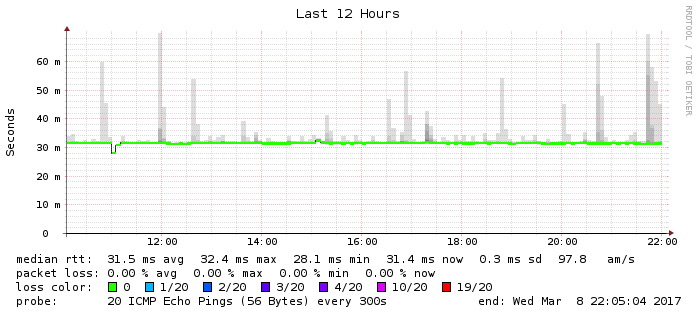 Last 12 Hours
RRDTOOL / TOBI OETIKER
Seconds
60 m
50 m
40 m
30 m
20 m
10 m
0
12:00 14:00 16:00 18:00 20:00 22:00
median rtt: 31.5 ms avg 32.4 ms max 28.1 ms min 31.4 ms now 0.3 ms sd 97.8 am/s
packet loss: 0.00 % avg 0.00 % max 0.00 % min 0.00 % now
loss color: 0 1/20 2/20 3/20 4/20 10/20 19/20
probe: 20 ICMP Echo Pings (56 Bytes) every 300s end: Wed Mar 8 22:05:04 2017